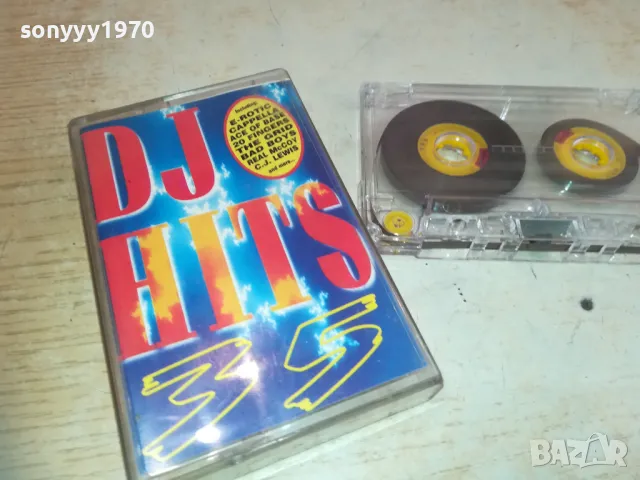 sonyyy1970
DJ
HITS
35
Including:
E-ROTIC
CAPPELLA
ACE OF BASE
20 FINGERS
THE GRID
BAD BOYS
REAL McCOY
C.J. LEWIS
and more...
BAZAR